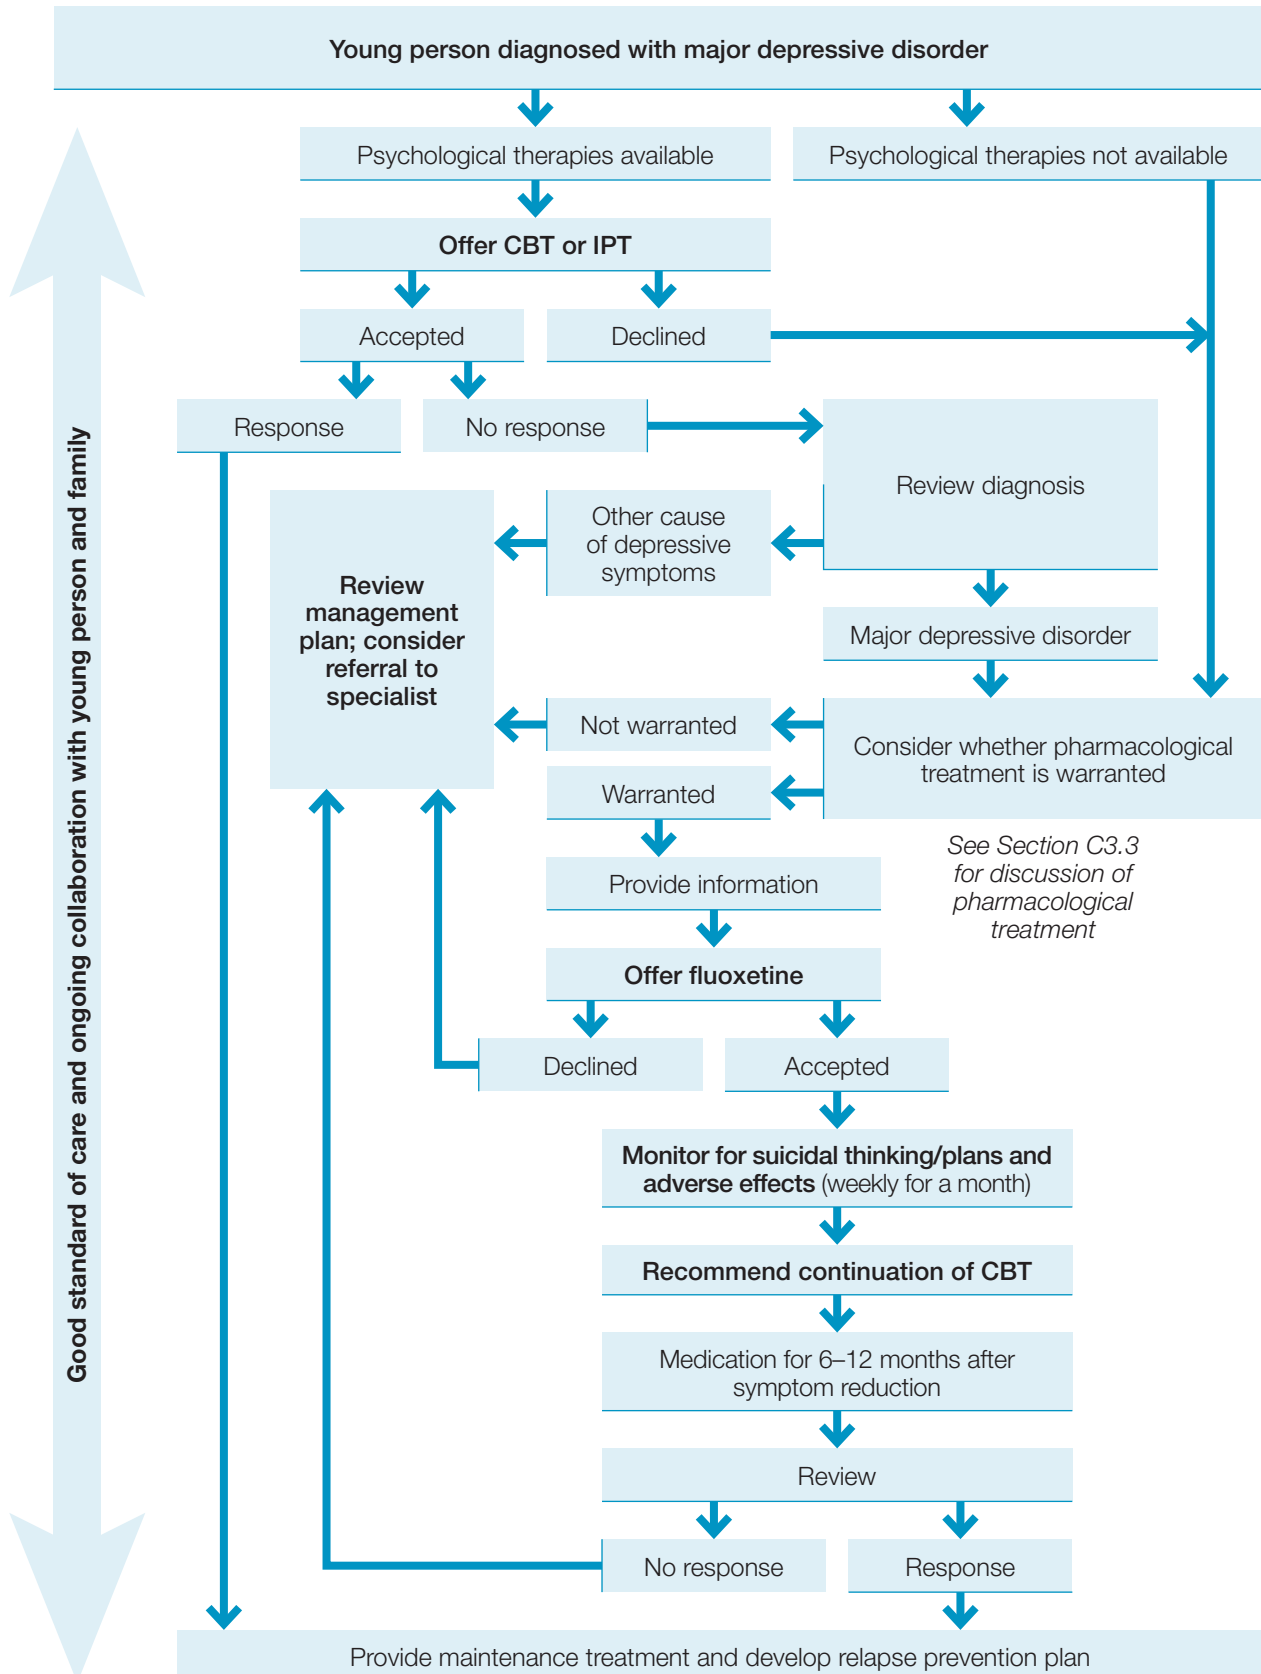 Young person diagnosed with major depressive disorder
Psychological therapies available
Psychological therapies not available
Offer CBT or IPT
Accepted
Declined
Response
No response
Review diagnosis
Other cause
of depressive
symptoms
Review
management
plan; consider
referral to
specialist
Major depressive disorder
Not warranted
Consider whether pharmacological
treatment is warranted
Warranted
See Section C3.3
for discussion of
pharmacological
treatment
Provide information
Offer fluoxetine
Declined
Accepted
Monitor for suicidal thinking/plans and
adverse effects (weekly for a month)
Recommend continuation of CBT
Medication for 6–12 months after
symptom reduction
Review
No response
Response
Provide maintenance treatment and develop relapse prevention plan
Good standard of care and ongoing collaboration with young person and family